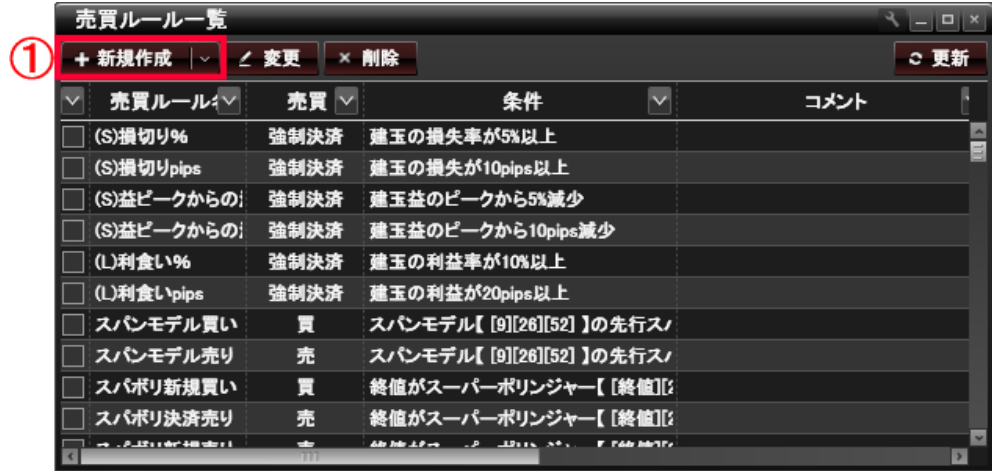 売買ルール一覧
① + 新規作成 変更 × 削除 更新
売買ルール 売買 条件 コメント
(S)損切り% 強制決済 建玉の損失率が5%以上
(S)損切りpips 強制決済 建玉の損失が10pips以上
(S)益ピークからの 強制決済 建玉益のピークから5%減少
(S)益ピークからの 強制決済 建玉益のピークから10pips減少
(L)利食い% 強制決済 建玉の利益率が10%以上
(L)利食いpips 強制決済 建玉の利益が20pips以上
スパンモデル買い 買 スパンモデル【 [9][26][52] 】の先行ス
スパンモデル売り 売 スパンモデル【 [9][26][52] 】の先行ス
スパボリ新規買い 買 終値がスーパーボリンジャー【 [終値][
スパボリ決済売り 売 終値がスーパーボリンジャー【 [終値][